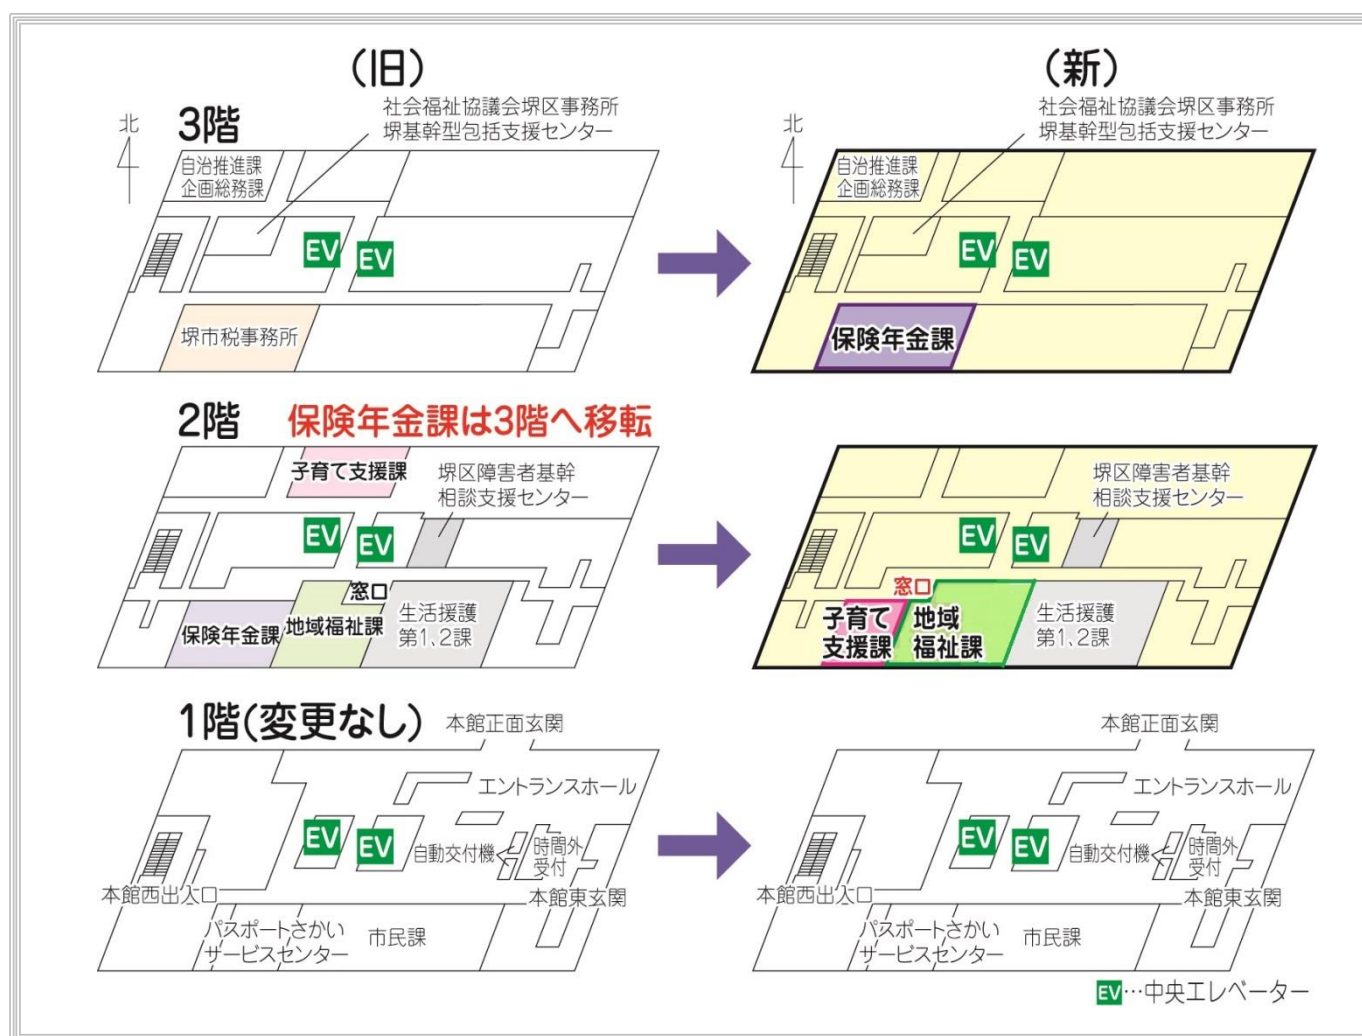 (旧)
(新)
3階
北
社会福祉協議会堺区事務所
堺基幹型包括支援センター
自治推進課
企画総務課
EV
EV
堺市税事務所
北
社会福祉協議会堺区事務所
堺基幹型包括支援センター
自治推進課
企画総務課
EV
EV
保険年金課
2階 保険年金課は3階へ移転
子育て支援課
堺区障害者基幹
相談支援センター
EV
EV
窓口
保険年金課
地域福祉課
生活援護
第1、2課
堺区障害者基幹
相談支援センター
EV
EV
窓口
子育て
支援課
地域
福祉課
生活援護
第1、2課
1階(変更なし)
本館正面玄関
エントランスホール
EV
EV
自動交付機
時間外
受付
本館西出入口
本館東玄関
パスポートさかい
サービスセンター
市民課
本館正面玄関
エントランスホール
EV
EV
自動交付機
時間外
受付
本館西出入口
本館東玄関
パスポートさかい
サービスセンター
市民課
EV…中央エレベーター